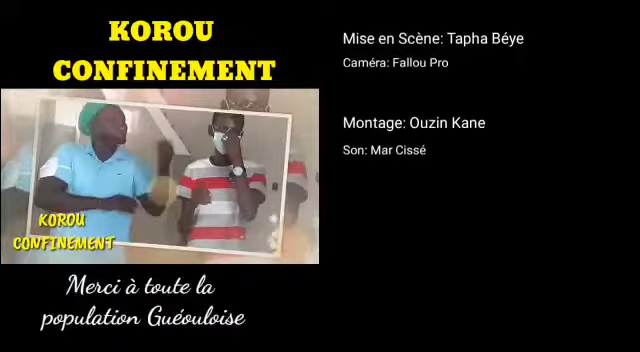 KOROU
CONFINEMENT
KOROU
CONFINEMENT
Merci à toute la
population Guéouloise
Mise en Scène: Tapha Béye
Caméra: Fallou Pro
Montage: Ouzin Kane
Son: Mar Cissé